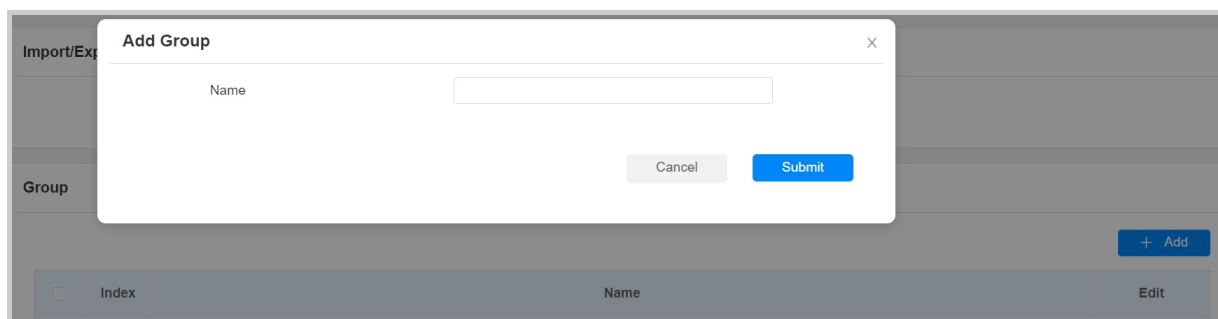 Import/Exp
Add Group
Name
Cancel
Submit
Group
+ Add
Index
Name
Edit